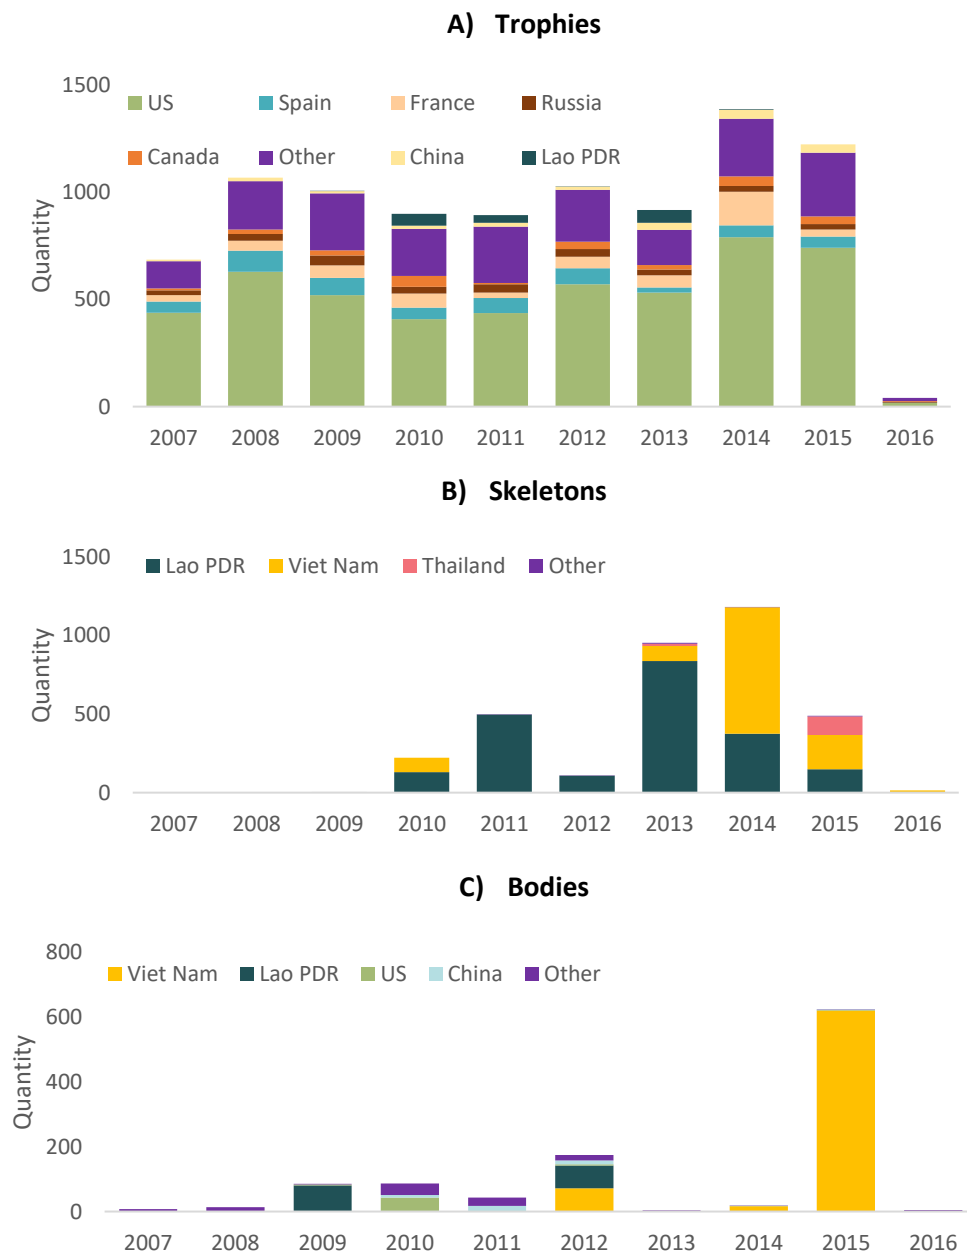 A) Trophies
1500
US Spain France Russia
Canada Other China Lao PDR
1000
Quantity
500
0
2007 2008 2009 2010 2011 2012 2013 2014 2015 2016
B) Skeletons
1500
Lao PDR Viet Nam Thailand Other
1000
Quantity
500
0
2007 2008 2009 2010 2011 2012 2013 2014 2015 2016
C) Bodies
800
Viet Nam Lao PDR US China Other
600
Quantity
400
200
0
2007 2008 2009 2010 2011 2012 2013 2014 2015 2016